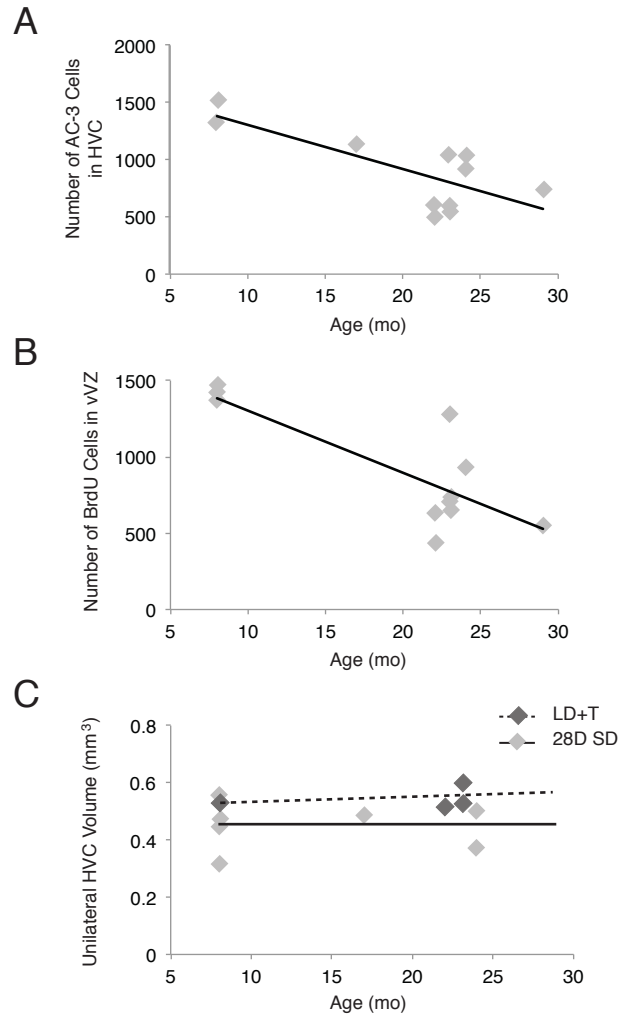 A
Number of AC-3 Cells
in HVC
2000
1500
1000
500
0
5 10 15 20 25 30
Age (mo)
B
Number of BrdU Cells in vVZ
1500
1000
500
0
5 10 15 20 25 30
Age (mo)
C
LD+T
28D SD
Unilateral HVC Volume (mm³)
0.8
0.6
0.4
0.2
0
5 10 15 20 25 30
Age (mo)